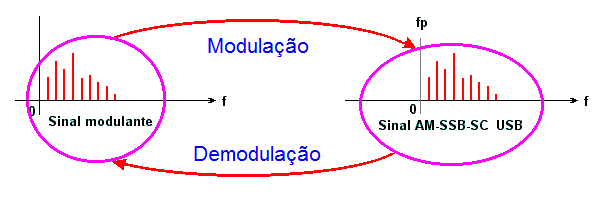 fp
Modulação
0
f
Sinal modulante
0
f
Sinal AM-SSB-SC USB
Demodulação